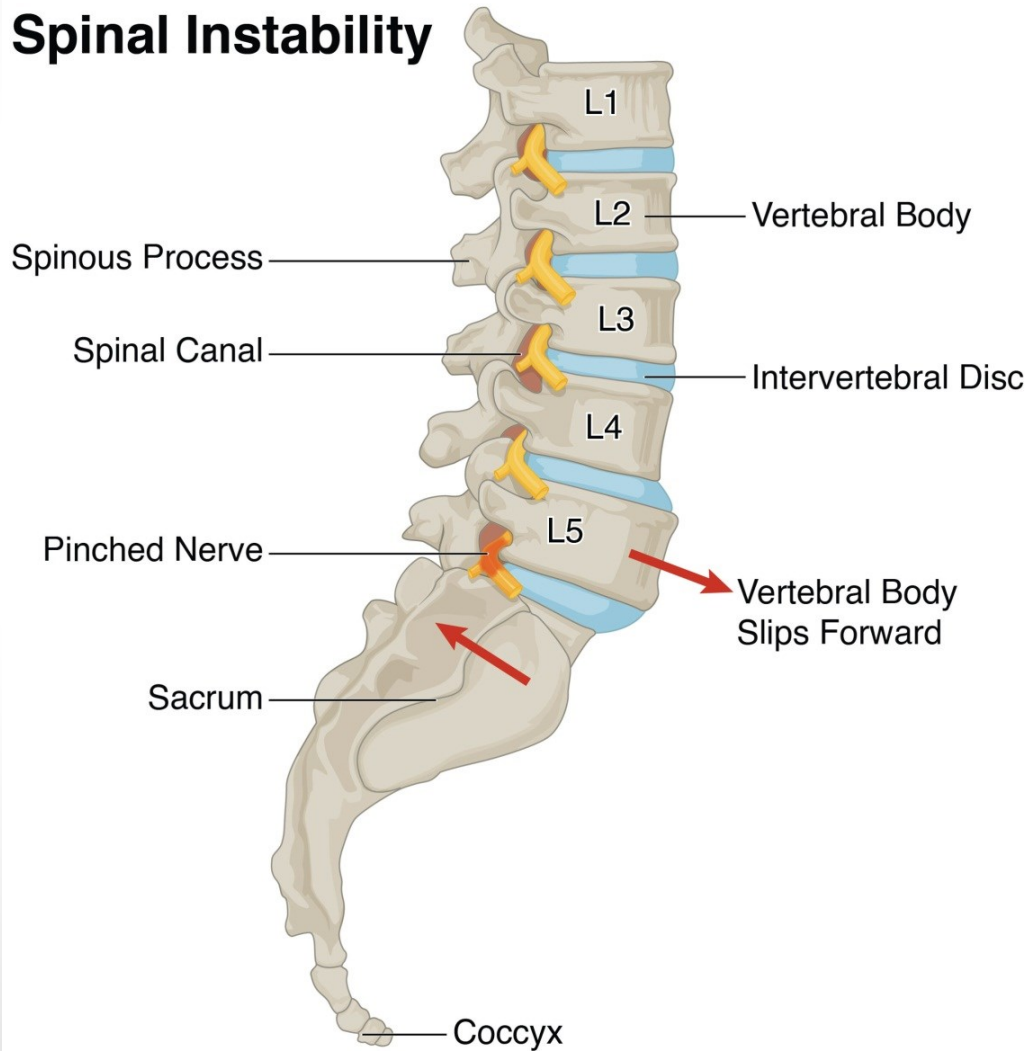 Spinal Instability
L1
L2
Vertebral Body
Spinous Process
L3
Spinal Canal
Intervertebral Disc
L4
L5
Pinched Nerve
Vertebral Body
Slips Forward
Sacrum
Coccyx